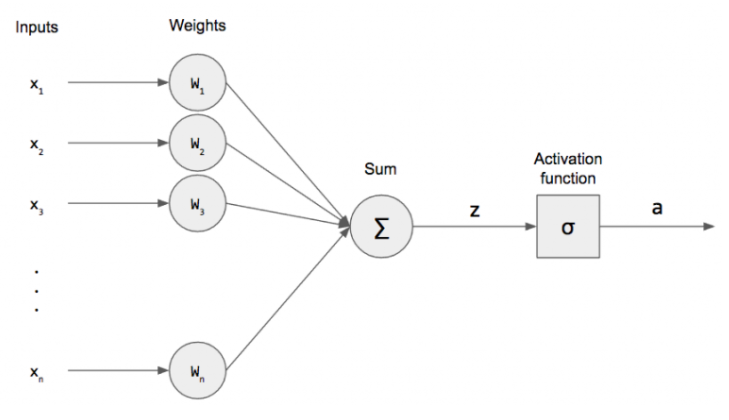 Inputs Weights
x₁ W₁
x₂ W₂
Activation
function
Sum
x₃ W₃
z a
Σ σ
.
.
.
xₙ Wₙ